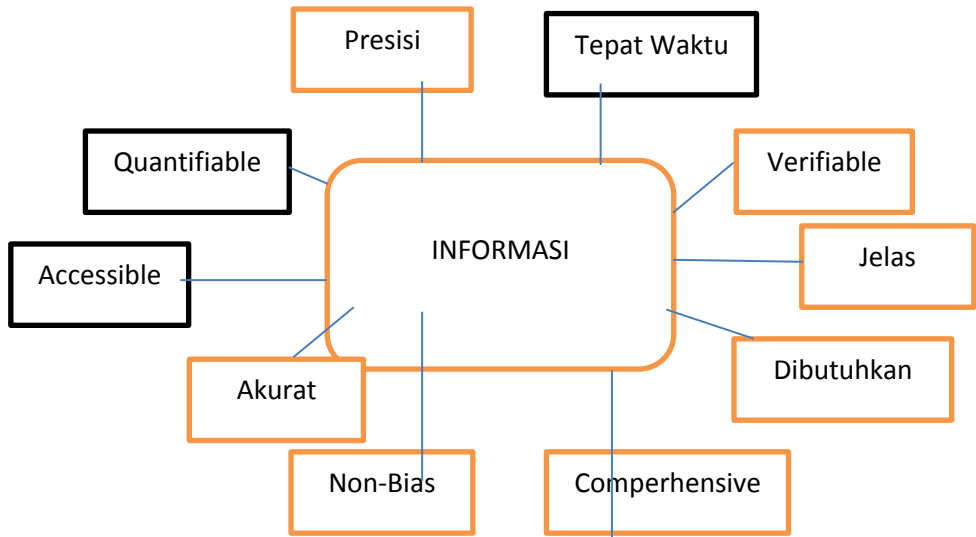 Presisi
Tepat Waktu
Quantifiable
Verifiable
INFORMASI
Jelas
Accessible
Dibutuhkan
Akurat
Non-Bias
Comperhensive